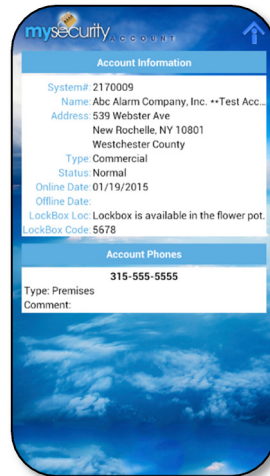 mysecurity
ACCOUNT
Account Information
System#: 2170009
Name: Abc Alarm Company, Inc. **Test Acc...
Address: 539 Webster Ave
New Rochelle, NY 10801
Westchester County
Type: Commercial
Status: Normal
Online Date: 01/19/2015
Offline Date:
LockBox Loc: Lockbox is available in the flower pot.
LockBox Code: 5678
Account Phones
315-555-5555
Type: Premises
Comment: